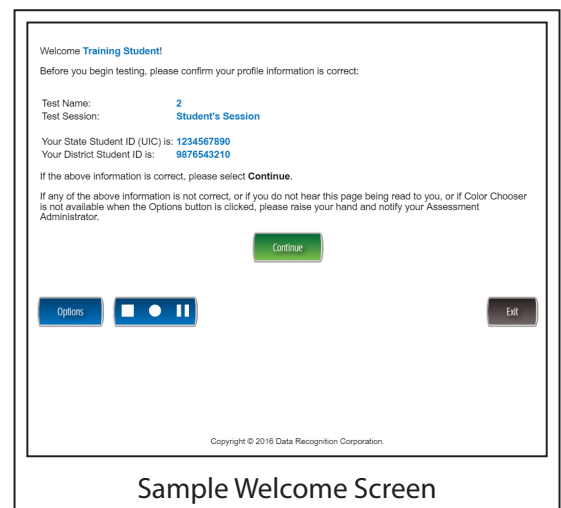 Welcome Training Student!
Before you begin testing, please confirm your profile information is correct:
Test Name: 2
Test Session: Student's Session
Your State Student ID (UIC) is: 1234567890
Your District Student ID is: 9876543210
If the above information is correct, please select Continue.
If any of the above information is not correct, or if you do not hear this page being read to you, or if Color Chooser
is not available when the Options button is clicked, please raise your hand and notify your Assessment
Administrator.
Continue
Options
Exit
Copyright © 2016 Data Recognition Corporation.
Sample Welcome Screen